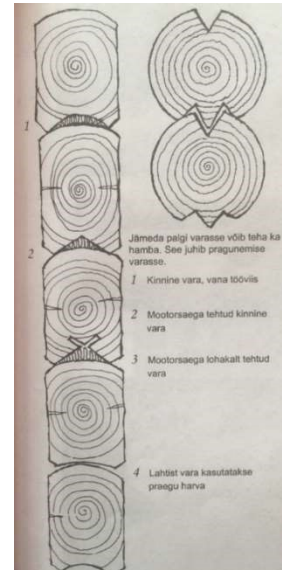 1
2
Jämeda palgi varasse võib teha ka
hamba. See juhib pragunemise
varasse.
1 Kinnine vara, vana tööviis
2 Mootorsaega tehtud kinnine
vara
3 Mootorsaega lohakalt tehtud
vara
4 Lahtist vara kasutatakse
praegu harva